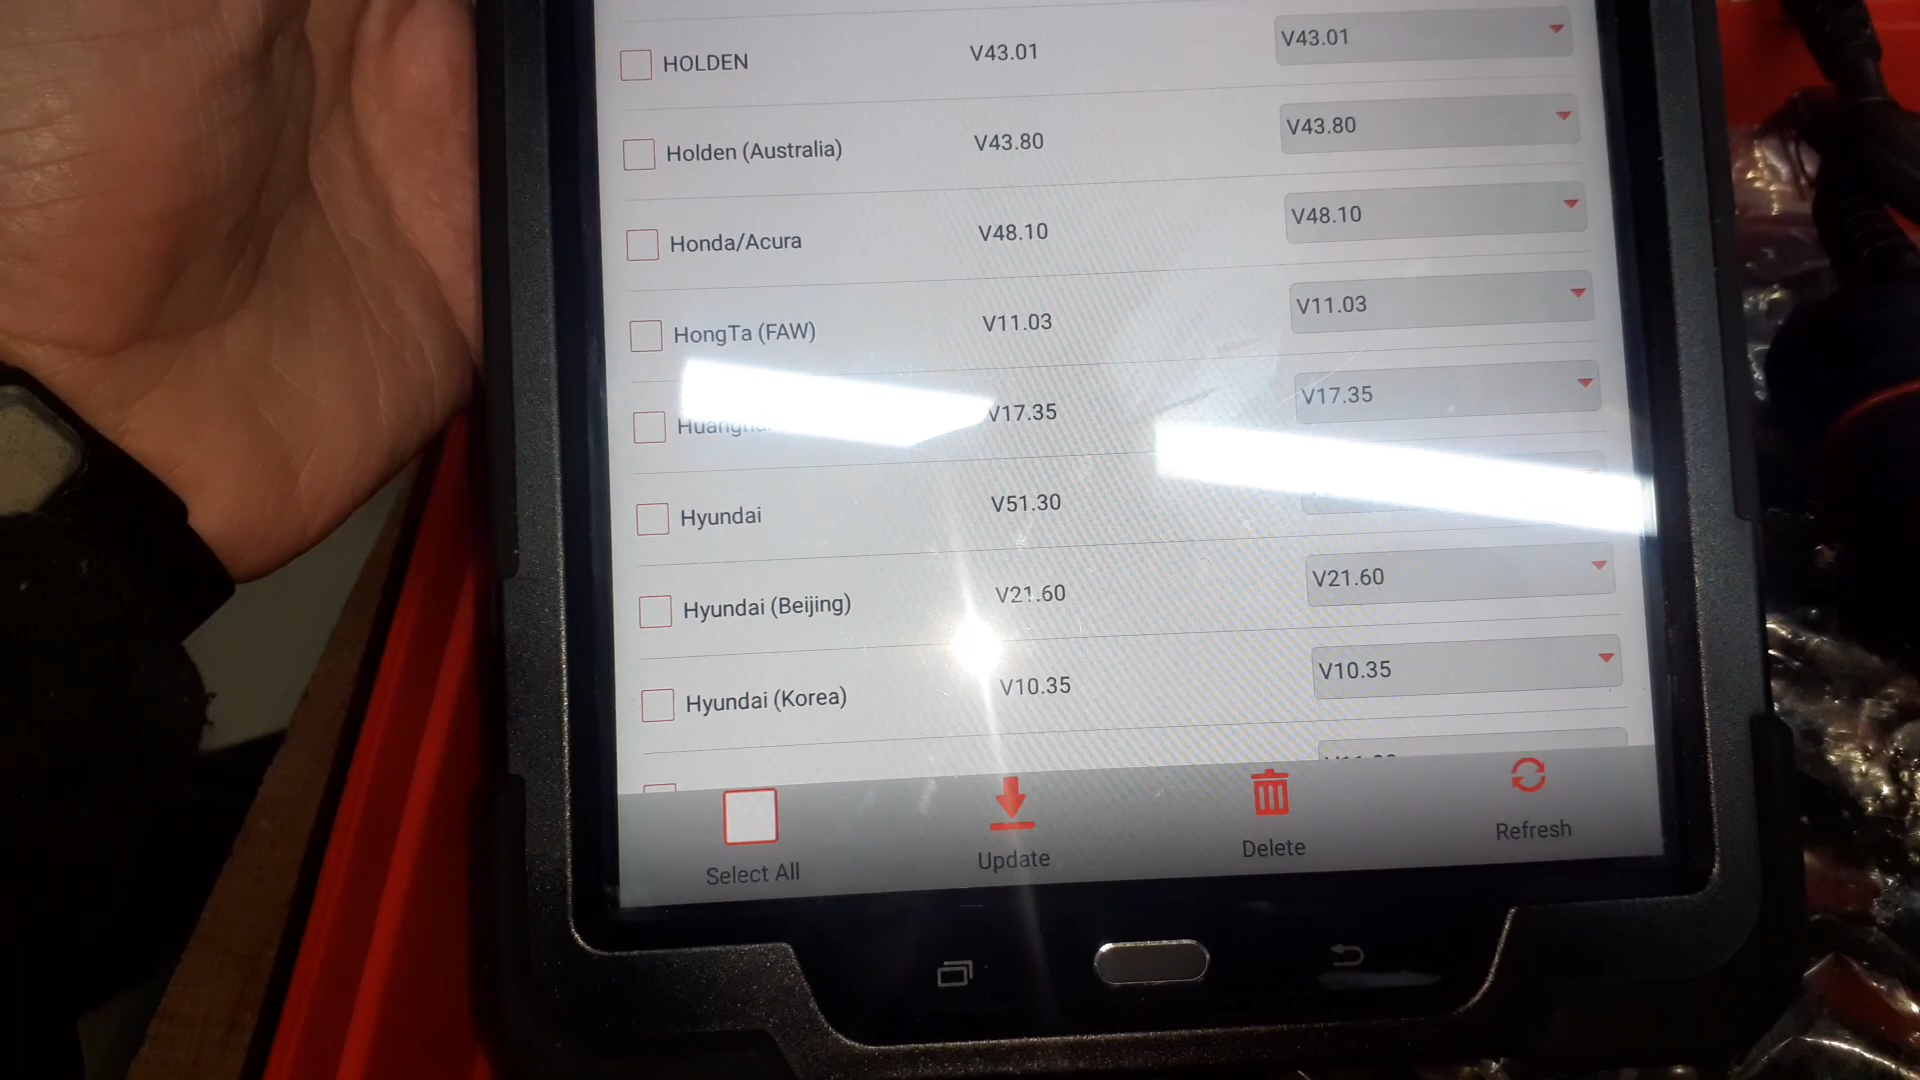 HOLDEN V43.01 V43.01
Holden (Australia) V43.80 V43.80
Honda/Acura V48.10 V48.10
HongTa (FAW) V11.03 V11.03
V17.35 V17.35
Hyundai V51.30
Hyundai (Beijing) V21.60 V21.60
Hyundai (Korea) V10.35 V10.35
Select All Update Delete Refresh